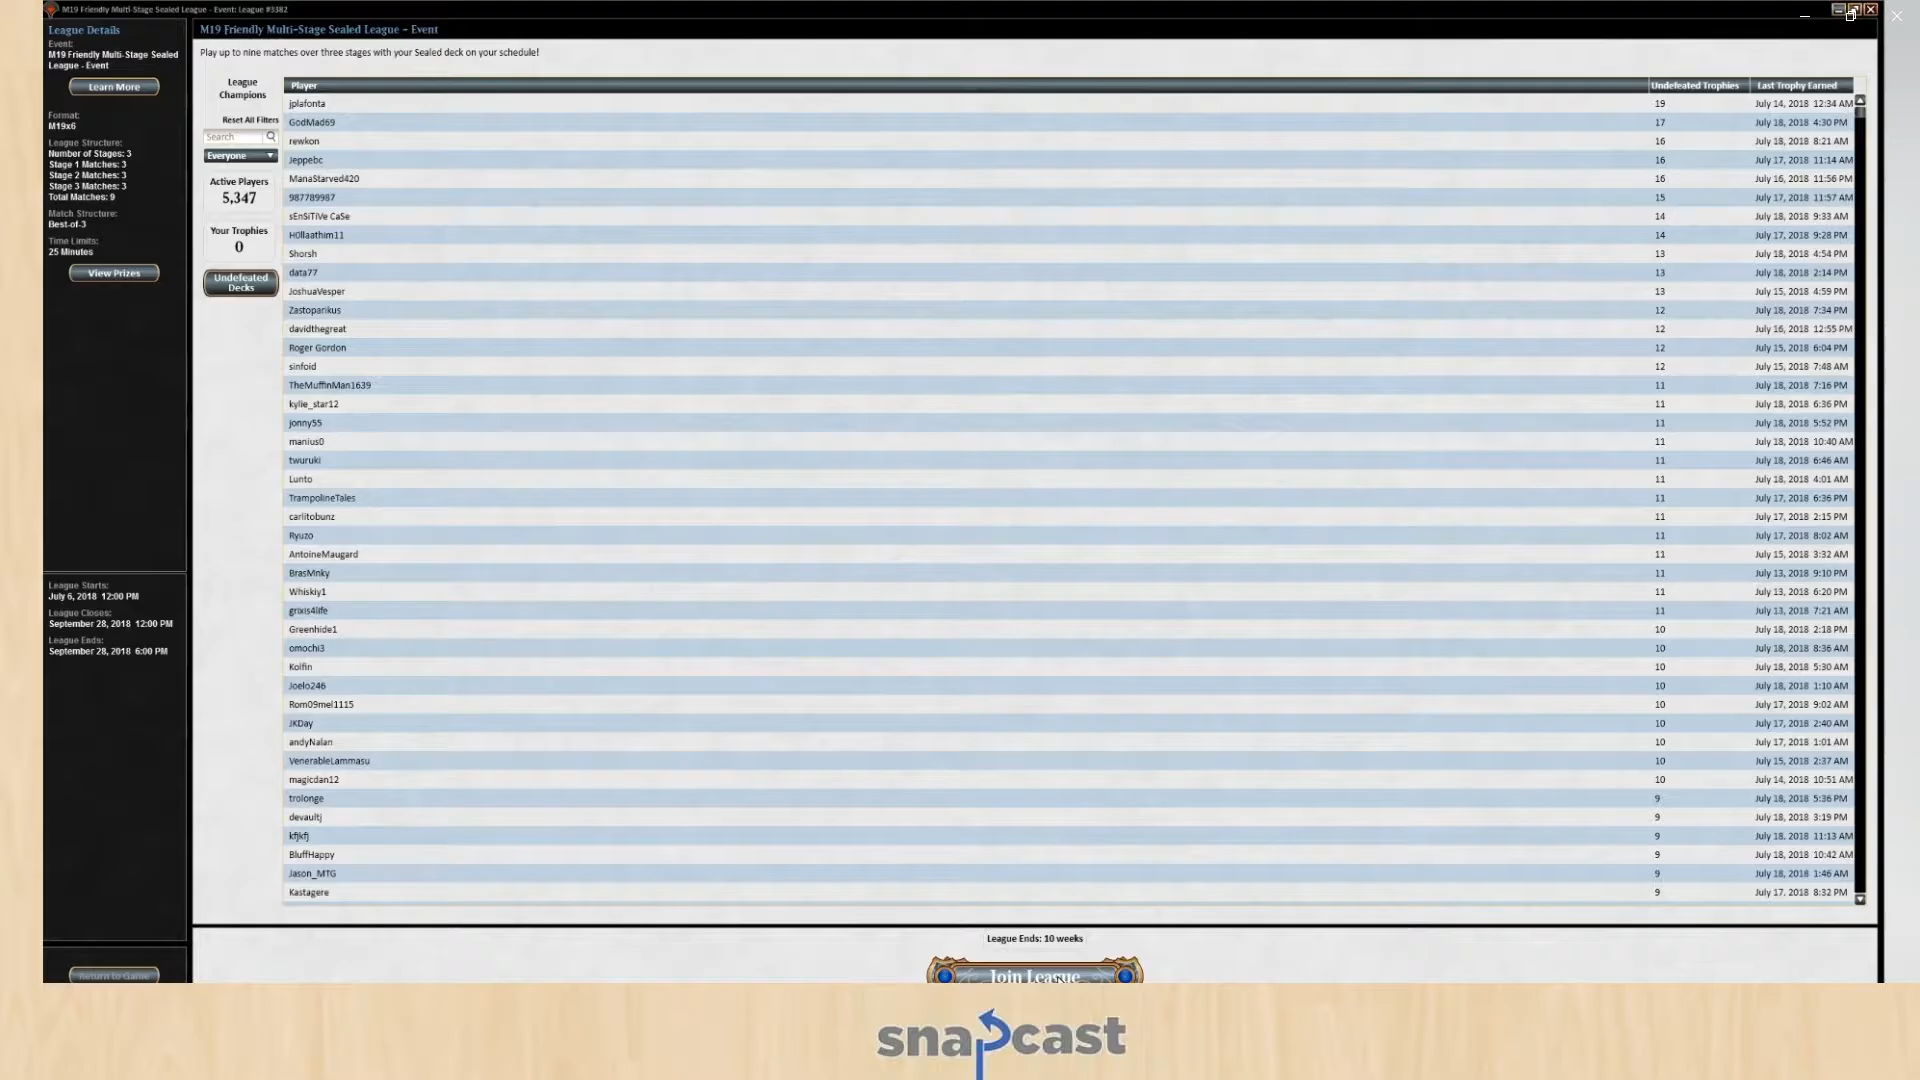 M19 Friendly Multi-Stage Sealed League - Event: League #3382
League Details
Event:
M19 Friendly Multi-Stage Sealed
League - Event
Learn More
Format:
M19x6
League Structure:
Number of Stages: 3
Stage 1 Matches: 3
Stage 2 Matches: 3
Stage 3 Matches: 3
Total Matches: 9
Match Structure:
Best-of-3
Time Limits:
25 Minutes
View Prizes
League Starts:
July 6, 2018 12:00 PM
League Closes:
September 28, 2018 12:00 PM
League Ends:
September 28, 2018 6:00 PM
Return to Game
M19 Friendly Multi-Stage Sealed League - Event
Play up to nine matches over three stages with your Sealed deck on your schedule!
League
Champions
Reset All Filters
Search
Everyone
Active Players
5,347
Your Trophies
0
Undefeated
Decks
Player Undefeated Trophies Last Trophy Earned
jplafonta 19 July 14, 2018 12:34 AM
GodMad69 17 July 18, 2018 4:30 PM
rewkon 16 July 18, 2018 8:21 AM
Jeppebc 16 July 17, 2018 11:14 AM
ManaStarved420 16 July 16, 2018 11:56 PM
987789987 15 July 17, 2018 11:57 AM
sEnSiTiVe CaSe 14 July 18, 2018 9:33 AM
H0llaathim11 14 July 17, 2018 9:28 PM
Shorsh 13 July 18, 2018 4:54 PM
data77 13 July 18, 2018 2:14 PM
JoshuaVesper 13 July 15, 2018 4:59 PM
Zastoparikus 12 July 18, 2018 7:34 PM
davidthegreat 12 July 16, 2018 12:55 PM
Roger Gordon 12 July 15, 2018 6:04 PM
sinfoid 12 July 15, 2018 7:48 AM
TheMuffinMan1639 11 July 18, 2018 7:16 PM
kylie_star12 11 July 18, 2018 6:36 PM
jonny55 11 July 18, 2018 5:52 PM
manius0 11 July 18, 2018 10:40 AM
twuruki 11 July 18, 2018 6:46 AM
Lunto 11 July 18, 2018 4:01 AM
TrampolineTales 11 July 17, 2018 6:36 PM
carlitobunz 11 July 17, 2018 2:15 PM
Ryuzo 11 July 17, 2018 8:02 AM
AntoineMaugard 11 July 15, 2018 3:32 AM
BrasMnky 11 July 13, 2018 9:10 PM
Whiskiy1 11 July 13, 2018 6:20 PM
grixis4life 11 July 13, 2018 7:21 AM
Greenhide1 10 July 18, 2018 2:18 PM
omochi3 10 July 18, 2018 8:36 AM
Kolfin 10 July 18, 2018 5:30 AM
Joelo246 10 July 18, 2018 1:10 AM
Rom09mel1115 10 July 17, 2018 9:02 AM
JKDay 10 July 17, 2018 2:40 AM
andyNalan 10 July 17, 2018 1:01 AM
VenerableLammasu 10 July 15, 2018 2:37 AM
magicdan12 10 July 14, 2018 10:51 AM
trolonge 9 July 18, 2018 5:36 PM
devaultj 9 July 18, 2018 3:19 PM
kfjkfj 9 July 18, 2018 11:13 AM
BluffHappy 9 July 18, 2018 10:42 AM
Jason_MTG 9 July 18, 2018 1:46 AM
Kastagere 9 July 17, 2018 8:32 PM
League Ends: 10 weeks
Join League
snapcast